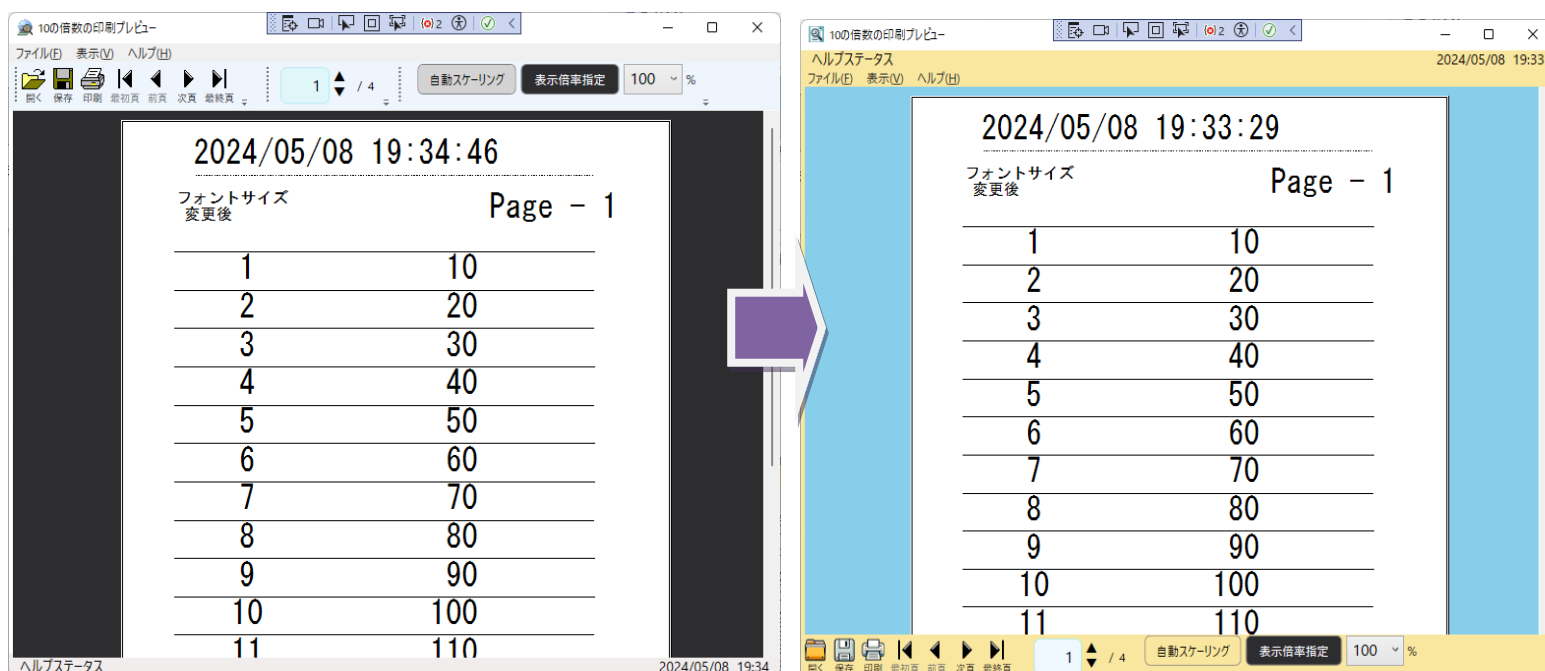 10の倍数の印刷プレビュー
2
ファイル(F) 表示(V) ヘルプ(H)
開く 保存 印刷 最初頁 前頁 次頁 最終頁
1 / 4
自動スケーリング 表示倍率指定 100 %
2024/05/08 19:34:46
フォントサイズ
変更後
Page - 1
1 10
2 20
3 30
4 40
5 50
6 60
7 70
8 80
9 90
10 100
11 110
ヘルプステータス 2024/05/08 19:34
10の倍数の印刷プレビュー
2
ヘルプステータス 2024/05/08 19:33
ファイル(F) 表示(V) ヘルプ(H)
2024/05/08 19:33:29
フォントサイズ
変更後
Page - 1
1 10
2 20
3 30
4 40
5 50
6 60
7 70
8 80
9 90
10 100
11 110
開く 保存 印刷 最初頁 前頁 次頁 最終頁
1 / 4
自動スケーリング 表示倍率指定 100 %